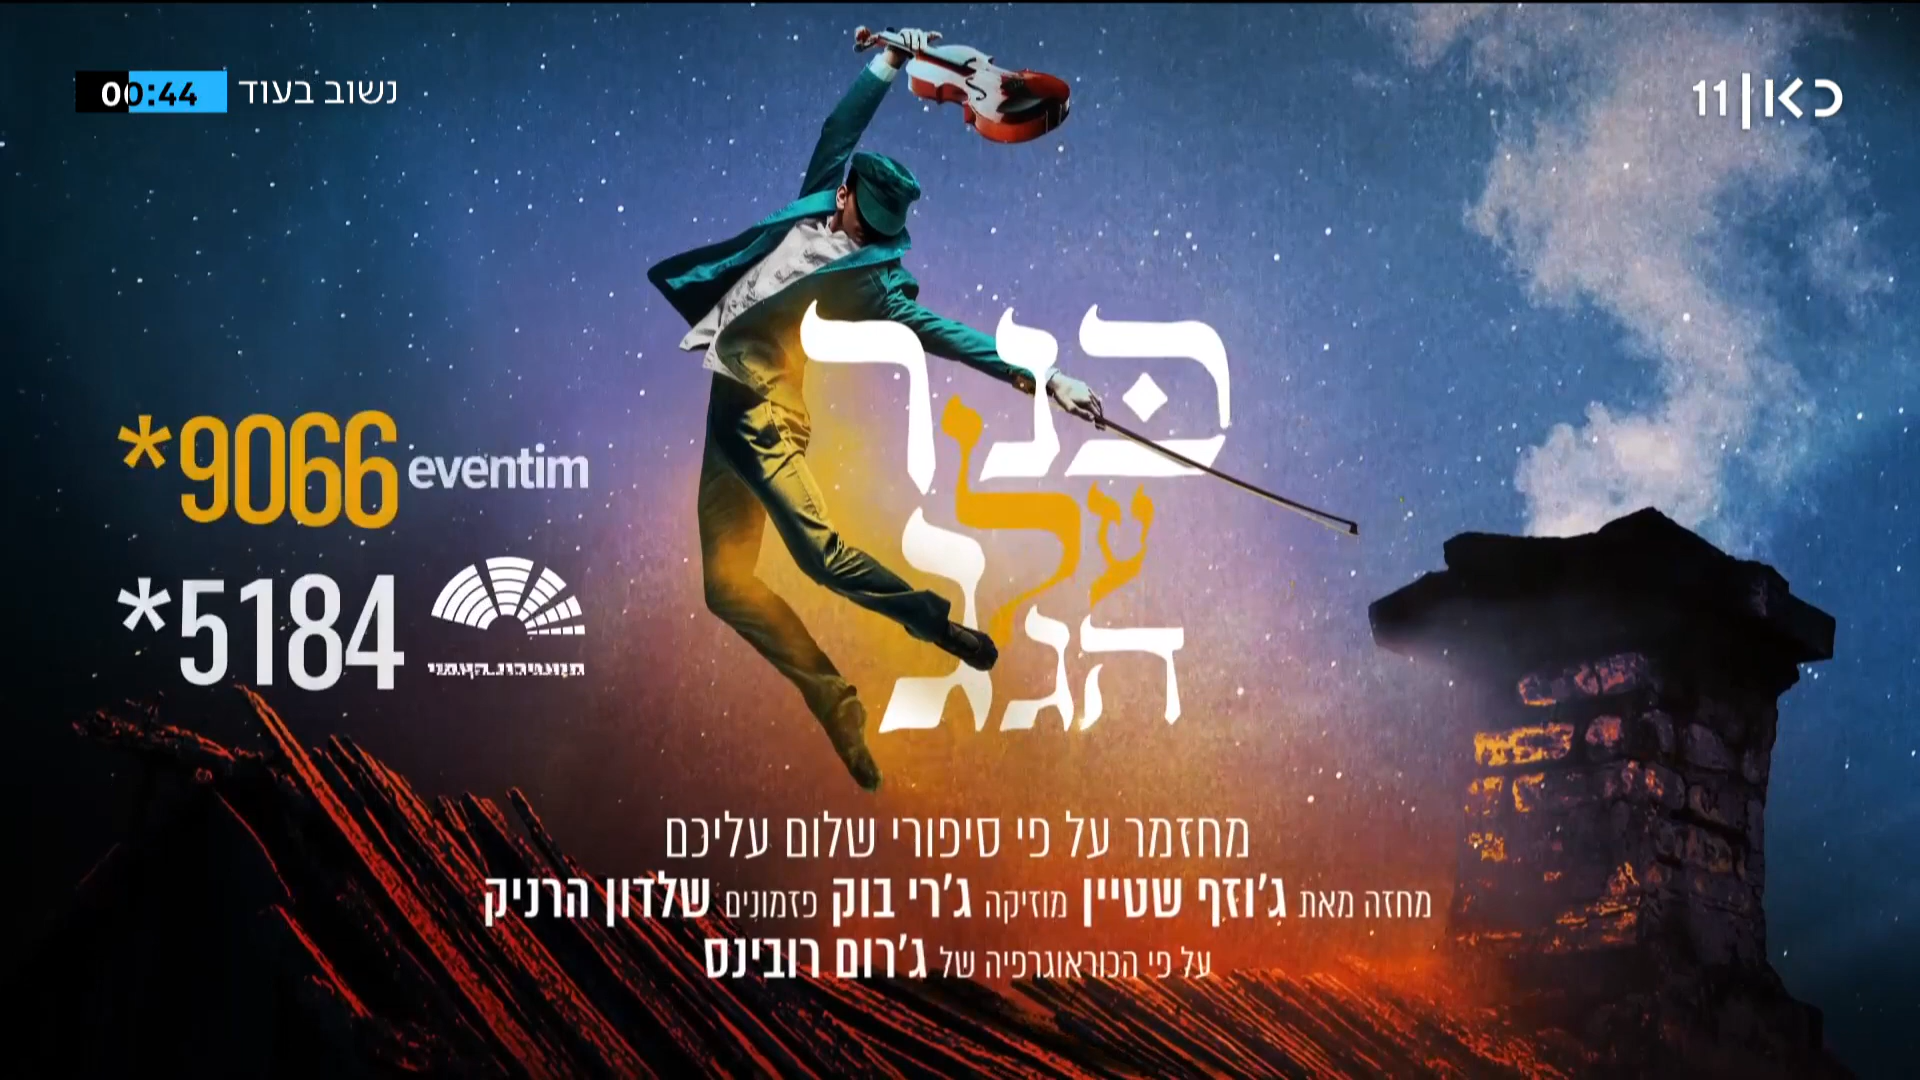 נשוב בעוד 00:44
כאן 11
כנר
על
הגג
*9066 eventim
*5184
מחזמר על פי סיפורי שלום עליכם
מחזה מאת ג'וזף שטיין מוזיקה ג'רי בוק פזמונים שלדון הרניק
על פי הכוראוגרפיה של ג'רום רובינס